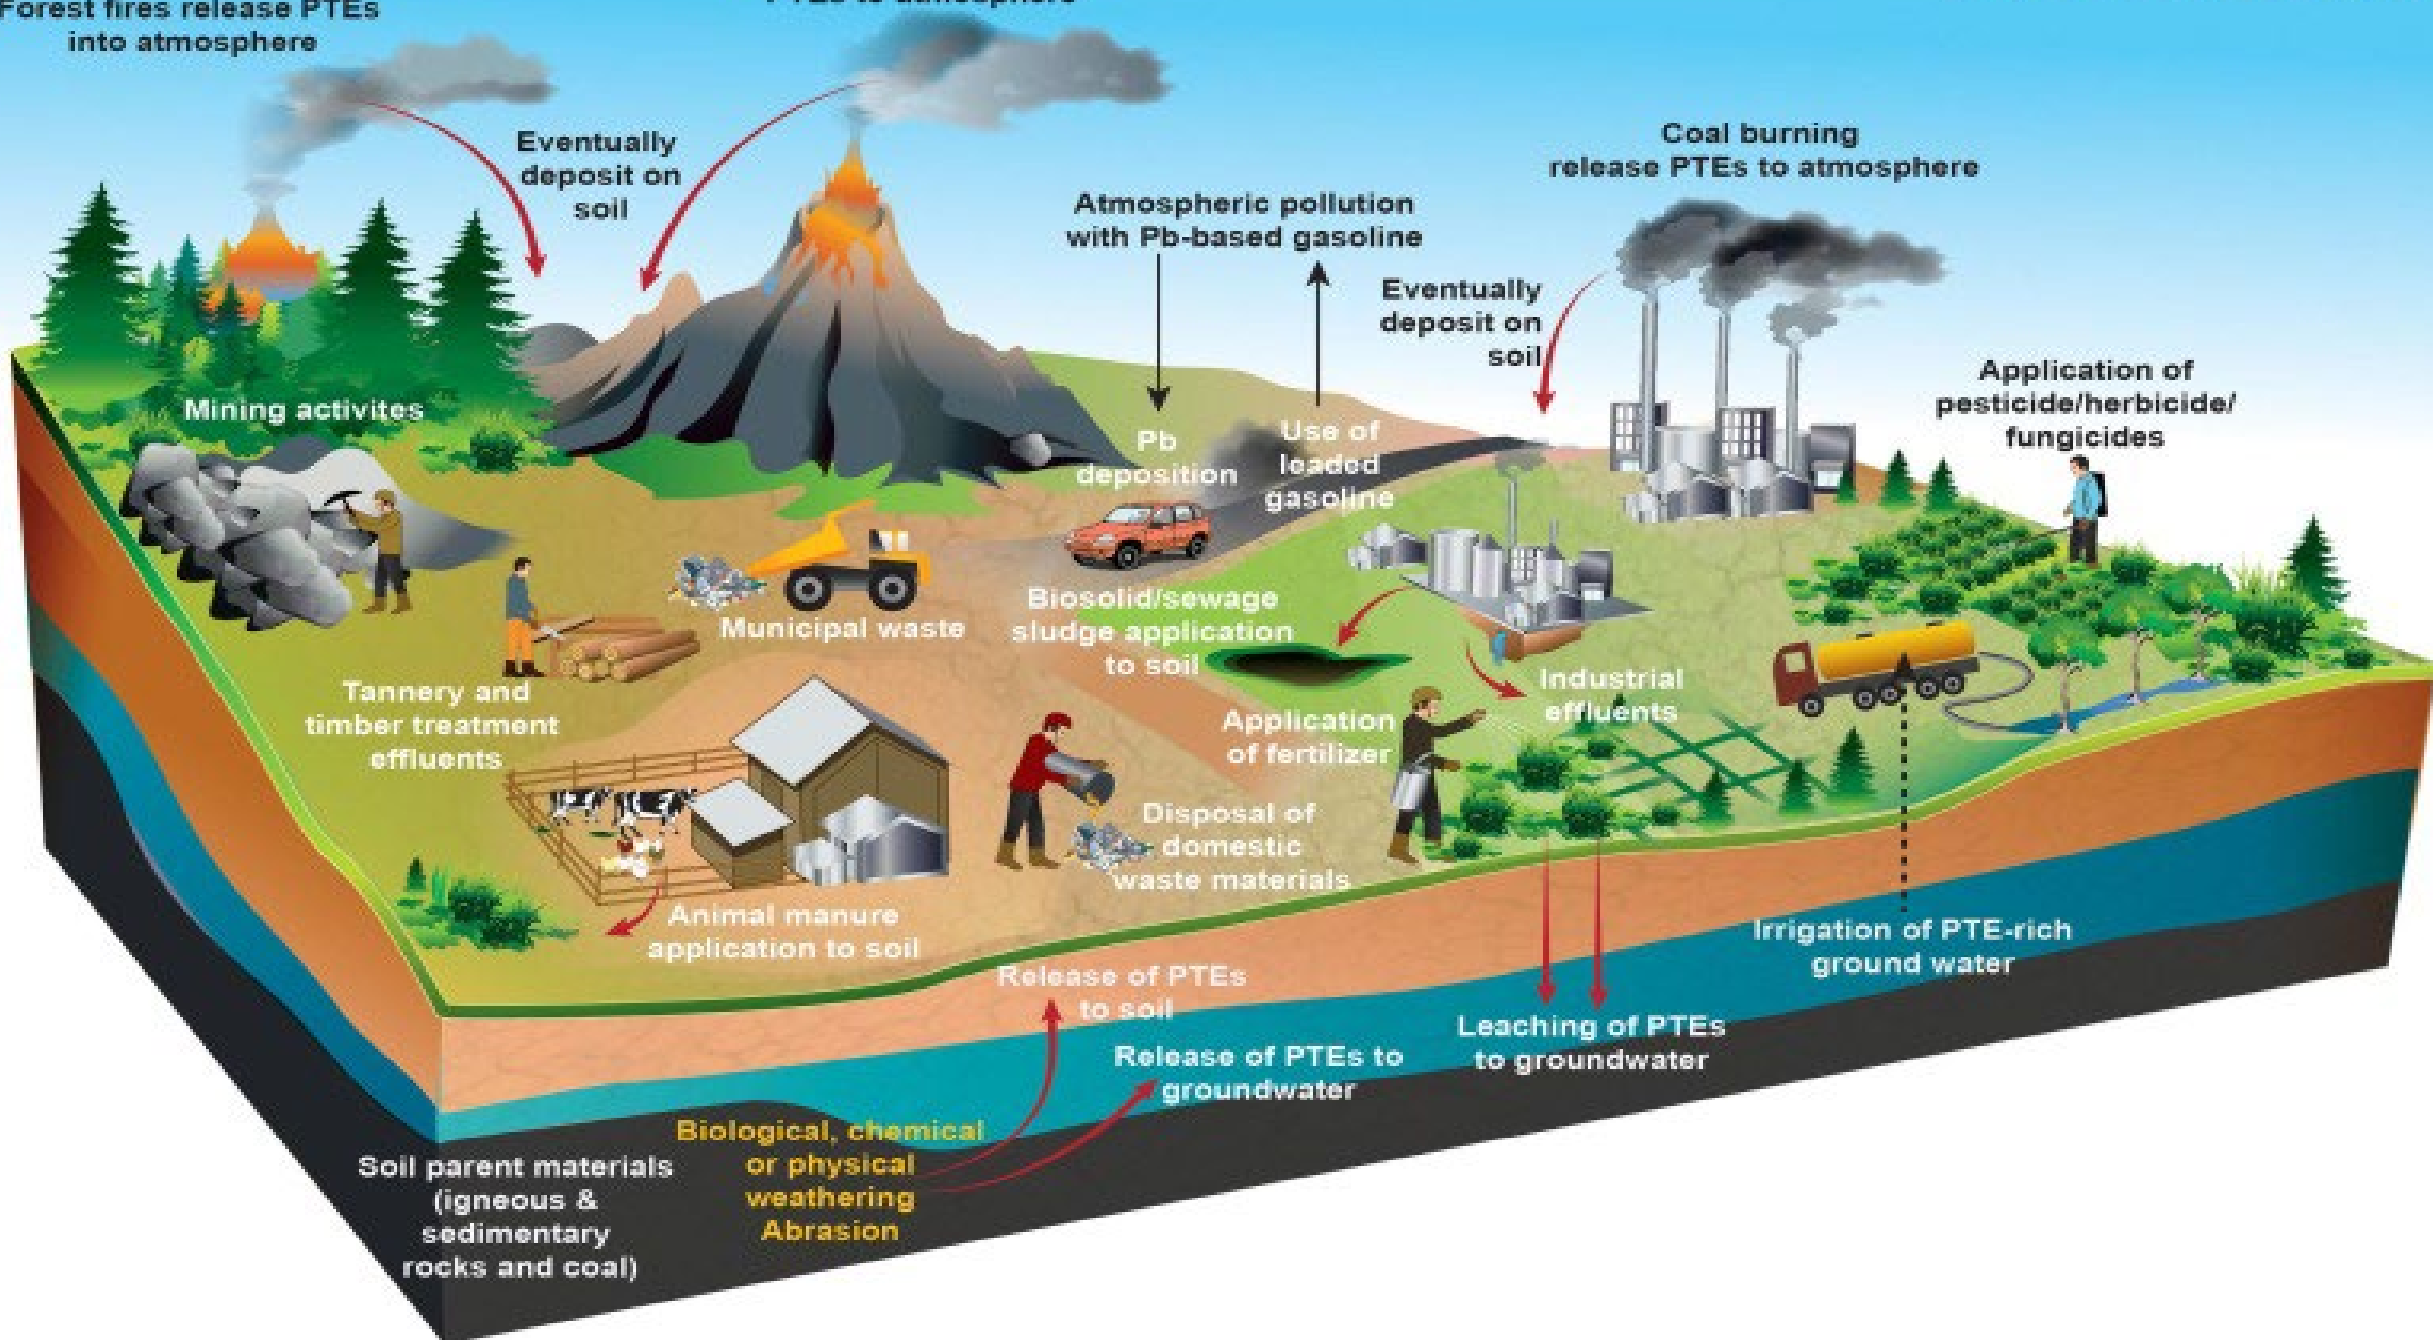 Forest fires release PTEs
into atmosphere
PTEs to atmosphere
Eventually
deposit on
soil
Coal burning
release PTEs to atmosphere
Atmospheric pollution
with Pb-based gasoline
Eventually
deposit on
soil
Application of
pesticide/herbicide/
fungicides
Mining activites
Pb
deposition
Use of
leaded
gasoline
Municipal waste
Biosolid/sewage
sludge application
to soil
Industrial
effluents
Tannery and
timber treatment
effluents
Application
of fertilizer
Disposal of
domestic
waste materials
Animal manure
application to soil
Irrigation of PTE-rich
ground water
Release of PTEs
to soil
Leaching of PTEs
to groundwater
Release of PTEs to
groundwater
Biological, chemical
or physical
weathering
Abrasion
Soil parent materials
(igneous &
sedimentary
rocks and coal)